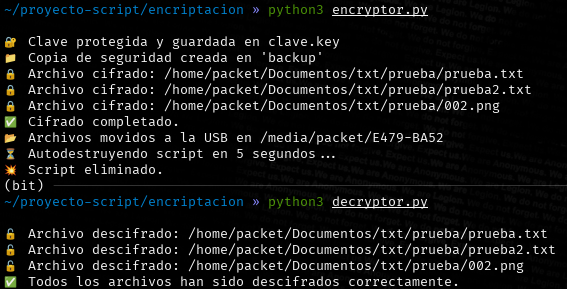 ~/proyecto-script/encriptacion » python3 encryptor.py
🔐 Clave protegida y guardada en clave.key
📁 Copia de seguridad creada en 'backup'
🔒 Archivo cifrado: /home/packet/Documentos/txt/prueba/prueba.txt
🔒 Archivo cifrado: /home/packet/Documentos/txt/prueba/prueba2.txt
🔒 Archivo cifrado: /home/packet/Documentos/txt/prueba/002.png
✅ Cifrado completado.
📂 Archivos movidos a la USB en /media/packet/E479-BA52
⏳ Autodestruyendo script en 5 segundos...
💥 Script eliminado.
(bit)
~/proyecto-script/encriptacion » python3 decryptor.py
🔓 Archivo descifrado: /home/packet/Documentos/txt/prueba/prueba.txt
🔓 Archivo descifrado: /home/packet/Documentos/txt/prueba/prueba2.txt
🔓 Archivo descifrado: /home/packet/Documentos/txt/prueba/002.png
✅ Todos los archivos han sido descifrados correctamente.